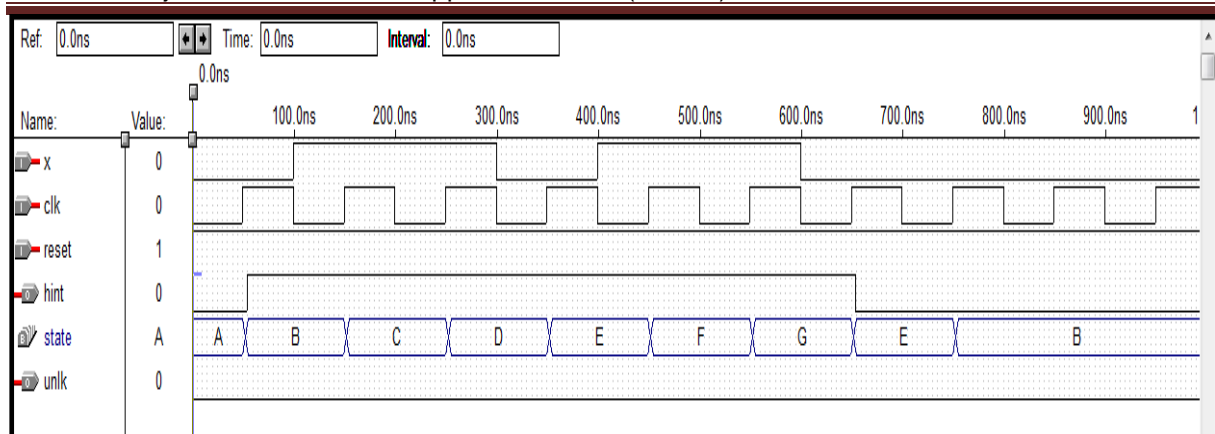 Ref: 0.0ns Time: 0.0ns Interval: 0.0ns
0.0ns
Name: Value: 100.0ns 200.0ns 300.0ns 400.0ns 500.0ns 600.0ns 700.0ns 800.0ns 900.0ns 1
x 0
clk 0
reset 1
hint 0
state A A B C D E F G E B
unlk 0